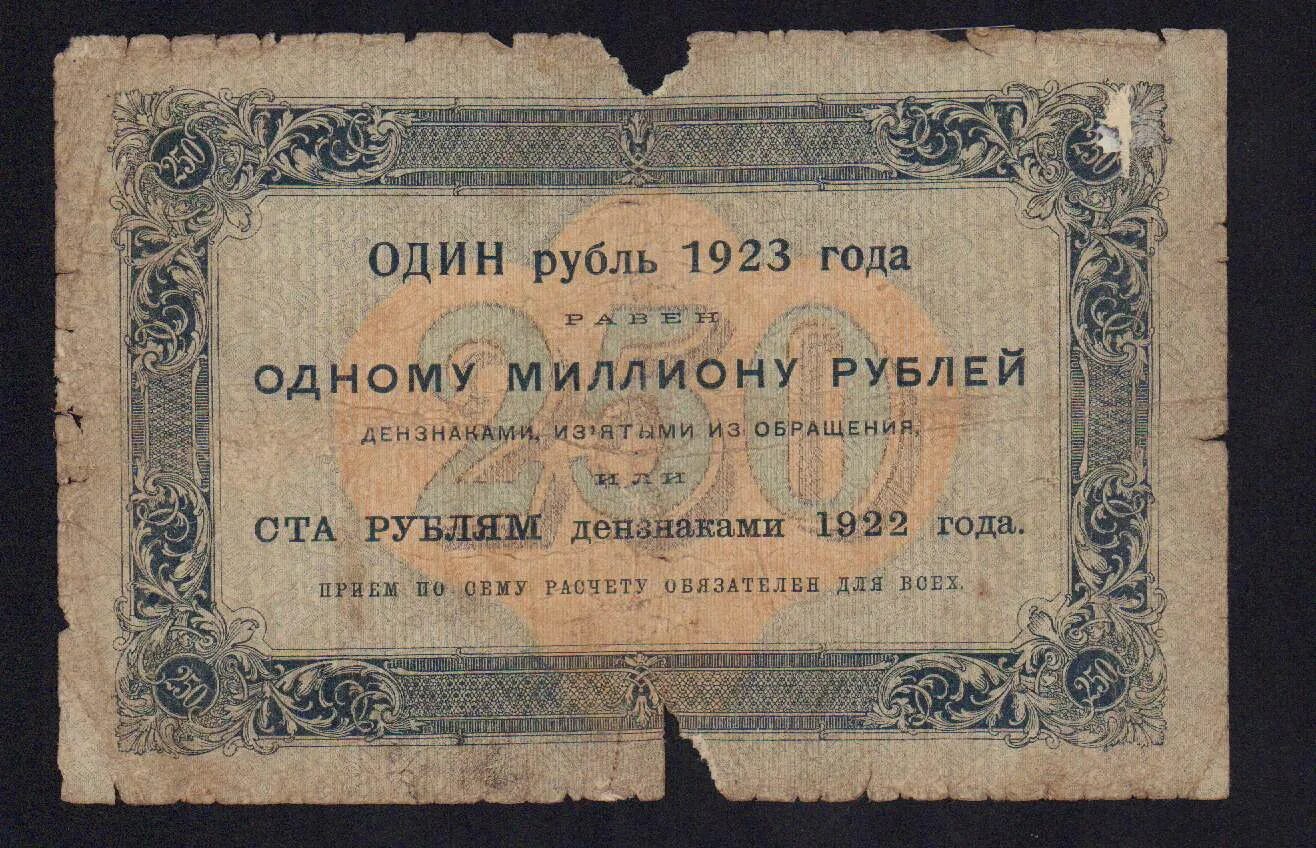 250 250
ОДИН рубль 1923 года
РАВЕН
ОДНОМУ МИЛЛИОНУ РУБЛЕЙ
250
ДЕНЗНАКАМИ, ИЗ'ЯТЫМИ ИЗ ОБРАЩЕНИЯ,
ИЛИ
СТА РУБЛЯМ дензнаками 1922 года.
ПРИЕМ ПО СЕМУ РАСЧЕТУ ОБЯЗАТЕЛЕН ДЛЯ ВСЕХ.
250 250